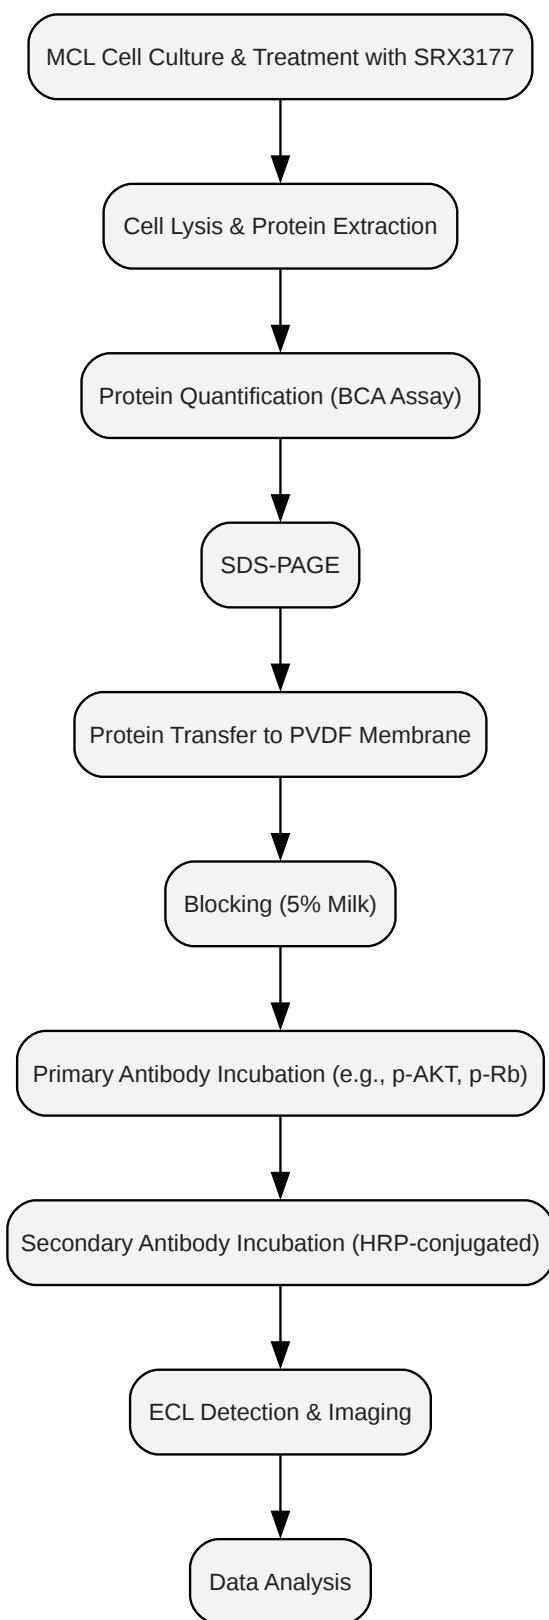 MCL Cell Culture & Treatment with SRX3177
Cell Lysis & Protein Extraction
Protein Quantification (BCA Assay)
SDS-PAGE
Protein Transfer to PVDF Membrane
Blocking (5% Milk)
Primary Antibody Incubation (e.g., p-AKT, p-Rb)
Secondary Antibody Incubation (HRP-conjugated)
ECL Detection & Imaging
Data Analysis